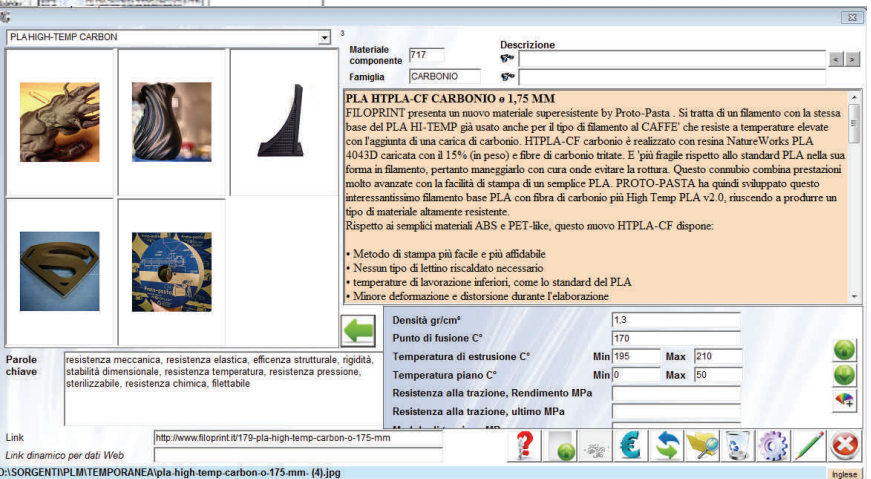 PLAHIGH-TEMP CARBON
3
Materiale componente
717
Descrizione
< >
Famiglia
CARBONIO
PLA HTPLA-CF CARBONIO ø 1,75 MM
FILOPRINT presenta un nuovo materiale superesistente by Proto-Pasta . Si tratta di un filamento con la stessa
base del PLA HI-TEMP già usato anche per il tipo di filamento al CAFFE' che resiste a temperature elevate
con l'aggiunta di una carica di carbonio. HTPLA-CF carbonio è realizzato con resina NatureWorks PLA
4043D caricata con il 15% (in peso) e fibre di carbonio tritate. E 'più fragile rispetto allo standard PLA nella sua
forma in filamento, pertanto maneggiarlo con cura onde evitare la rottura. Questo connubio combina prestazioni
molto avanzate con la facilità di stampa di un semplice PLA. PROTO-PASTA ha quindi sviluppato questo
interessantissimo filamento base PLA con fibra di carbonio più High Temp PLA v2.0, riuscendo a produrre un
tipo di materiale altamente resistente.
Rispetto ai semplici materiali ABS e PET-like, questo nuovo HTPLA-CF dispone:
• Metodo di stampa più facile e più affidabile
• Nessun tipo di lettino riscaldato necessario
• temperature di lavorazione inferiori, come lo standard del PLA
• Minore deformazione e distorsione durante l'elaborazione
Proto-pasta
Densità gr/cm³ 1,3
Punto di fusione C° 170
Temperatura di estrusione C° Min 195 Max 210
Temperatura piano C° Min 0 Max 50
Resistenza alla trazione, Rendimento MPa
Resistenza alla trazione, ultimo MPa
Parole chiave
resistenza meccanica, resistenza elastica, efficenza strutturale, rigidità,
stabilità dimensionale, resistenza temperatura, resistenza pressione,
sterilizzabile, resistenza chimica, filettabile
Link
http://www.filoprint.it/179-pla-high-temp-carbon-o-175-mm
Link dinamico per dati Web
D:\SORGENTI\PLM\TEMPORANEA\pla-high-temp-carbon-o-175-mm- (4).jpg
Inglese